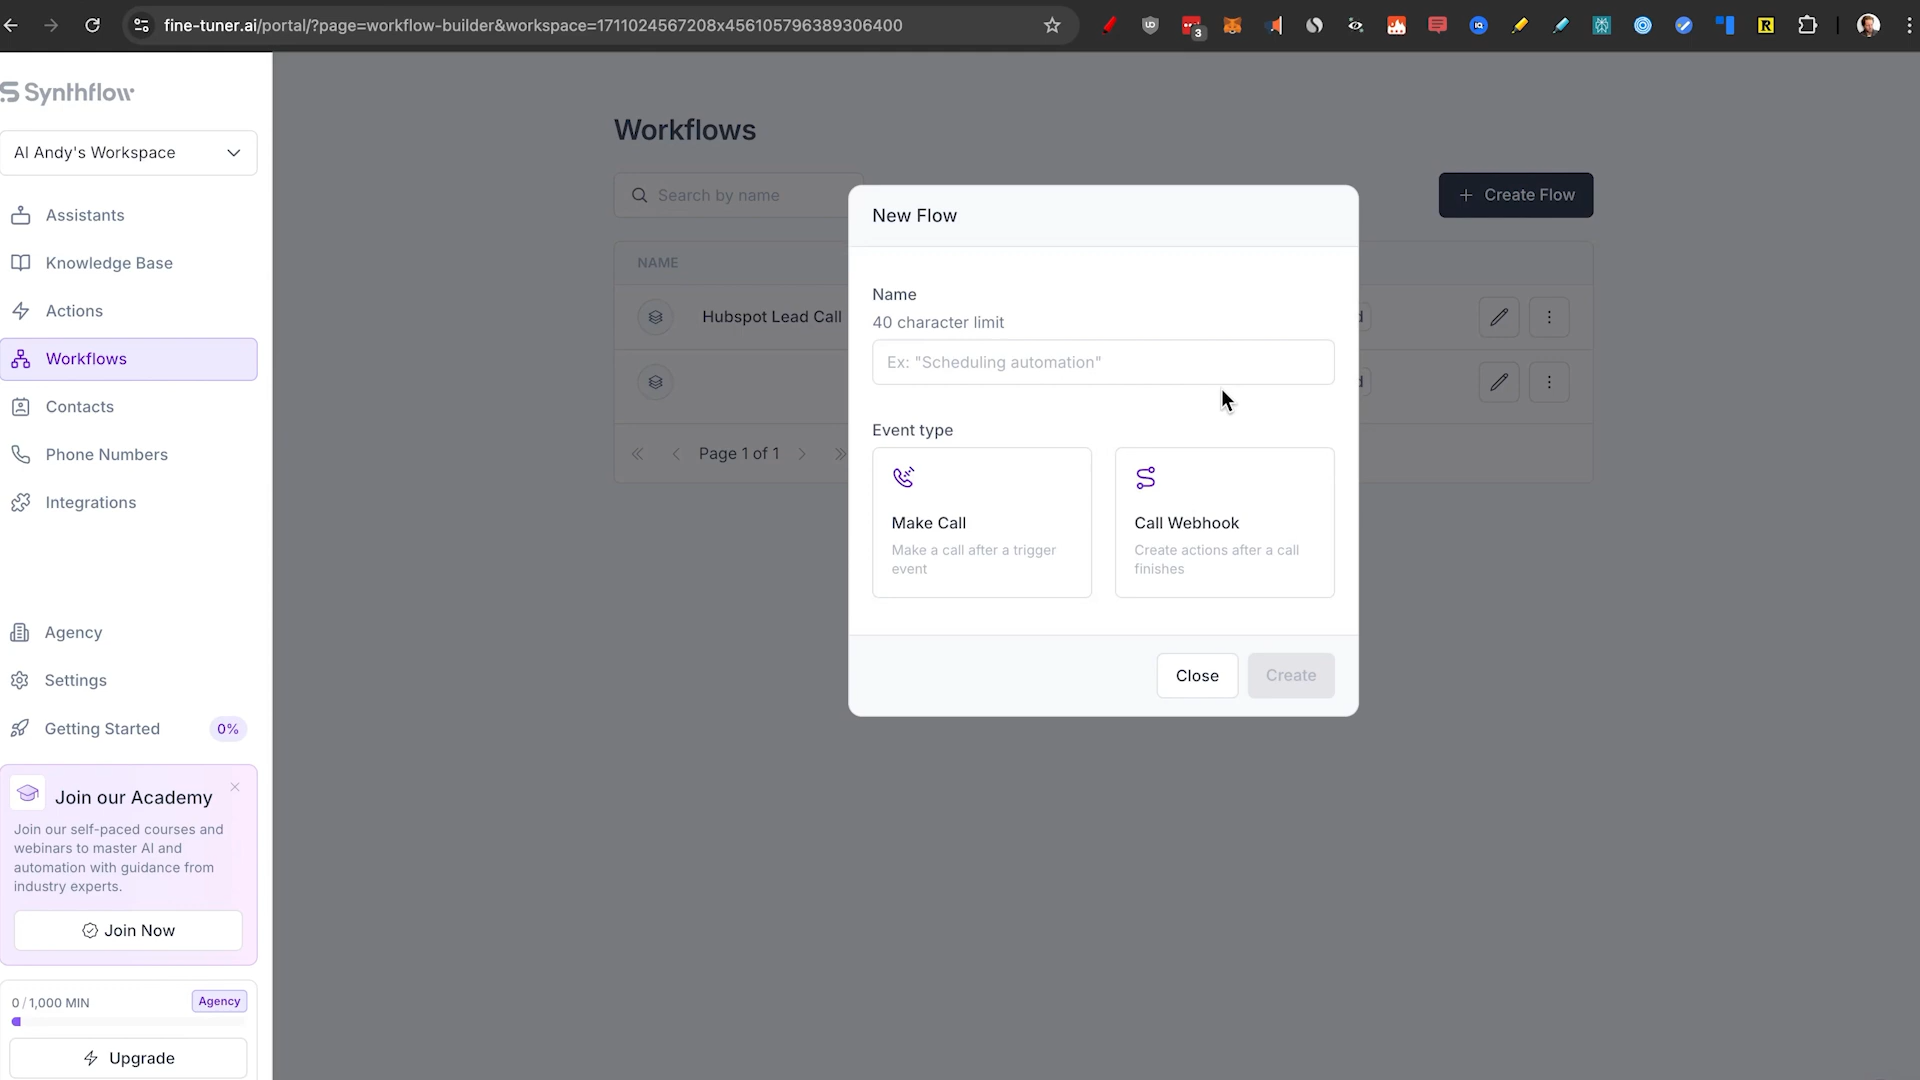 fine-tuner.ai/portal/?page=workflow-builder&workspace=1711024567208x456105796389306400
3
Synthflow
AI Andy's Workspace
Assistants
Knowledge Base
Actions
Workflows
Contacts
Phone Numbers
Integrations
Agency
Settings
Getting Started 0%
Join our Academy
Join our self-paced courses and
webinars to master AI and
automation with guidance from
industry experts.
Join Now
0 / 1,000 MIN Agency
Upgrade
Workflows
Search by name
+ Create Flow
NAME
Hubspot Lead Call
Page 1 of 1
New Flow
Name
40 character limit
Ex: "Scheduling automation"
Event type
Make Call
Make a call after a trigger
event
Call Webhook
Create actions after a call
finishes
Close
Create